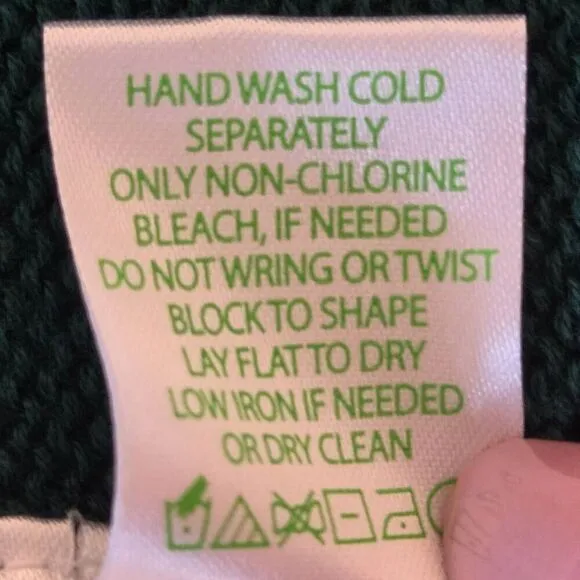 HAND WASH COLD
SEPARATELY
ONLY NON-CHLORINE
BLEACH, IF NEEDED
DO NOT WRING OR TWIST
BLOCK TO SHAPE
LAY FLAT TO DRY
LOW IRON IF NEEDED
OR DRY CLEAN